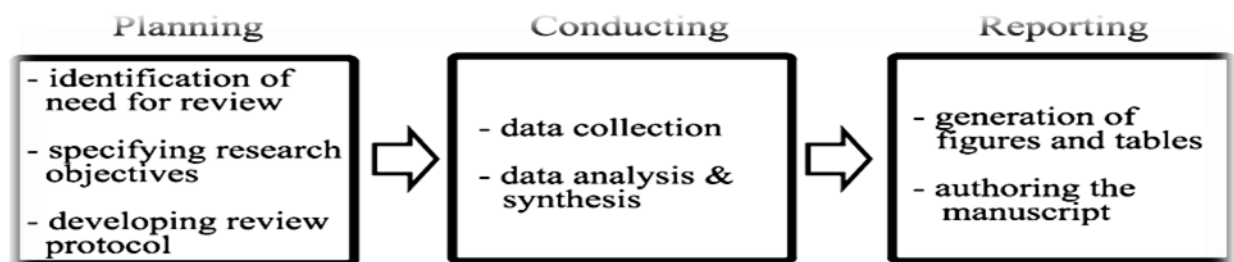 Planning
- identification of
need for review
- specifying research
objectives
- developing review
protocol
Conducting
- data collection
- data analysis &
synthesis
Reporting
- generation of
figures and tables
- authoring the
manuscript